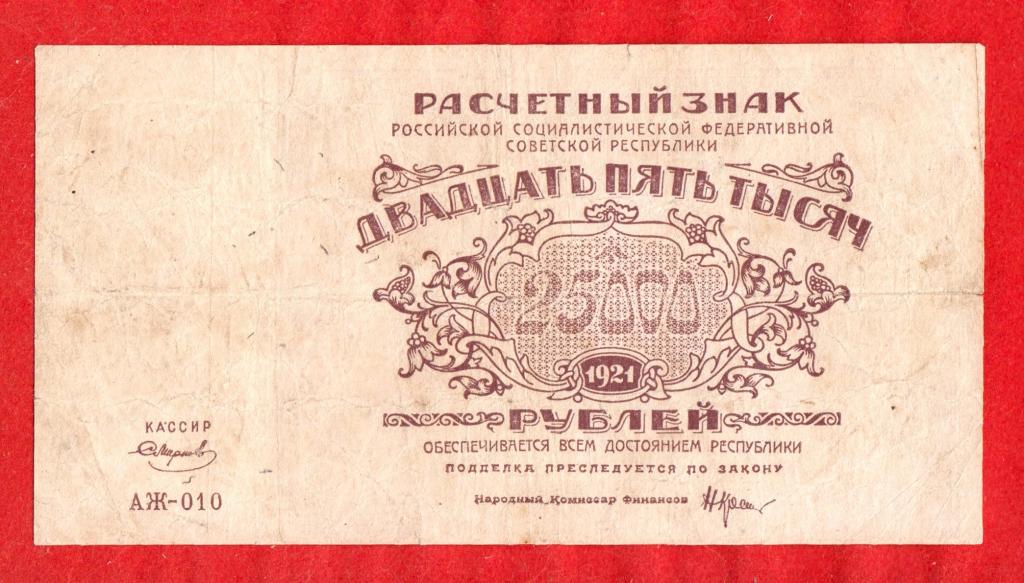 РАСЧЕТНЫЙ ЗНАК
РОССИЙСКОЙ СОЦИАЛИСТИЧЕСКОЙ ФЕДЕРАТИВНОЙ
СОВЕТСКОЙ РЕСПУБЛИКИ
ДВАДЦАТЬ ПЯТЬ ТЫСЯЧ
25000
1921
РУБЛЕЙ
ОБЕСПЕЧИВАЕТСЯ ВСЕМ ДОСТОЯНИЕМ РЕСПУБЛИКИ
ПОДДЕЛКА ПРЕСЛЕДУЕТСЯ ПО ЗАКОНУ
Народный Комиссар Финансов
КАССИР
Смирнов
АЖ-010